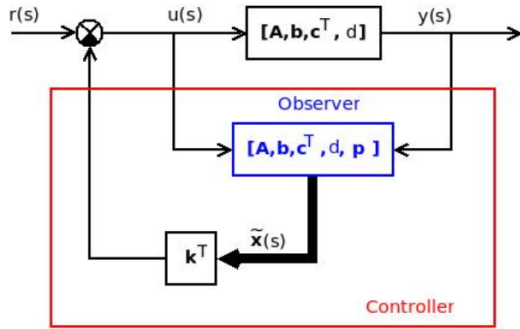 r(s) u(s) y(s)
[A,b,c^T, d]
Observer
[A,b,c^T,d, p ]
x̃(s)
k^T
Controller